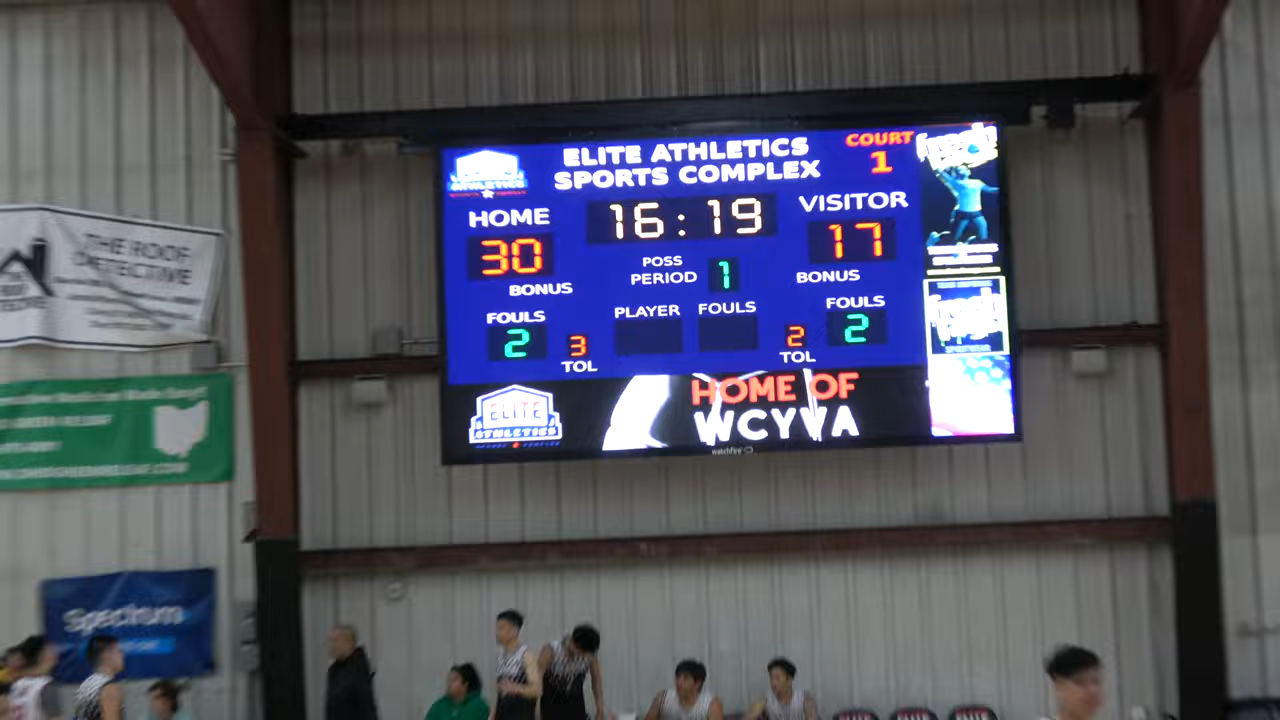 ELITE ATHLETICS
SPORTS COMPLEX
COURT
1
HOME
16:19
VISITOR
30
17
POSS
PERIOD 1
BONUS
BONUS
FOULS
PLAYER
FOULS
FOULS
2
3
2
2
TOL
TOL
ELITE
ATHLETICS
HOME OF
WCYVA
watchfire
THE ROOF
DETECTIVE
Spectrum